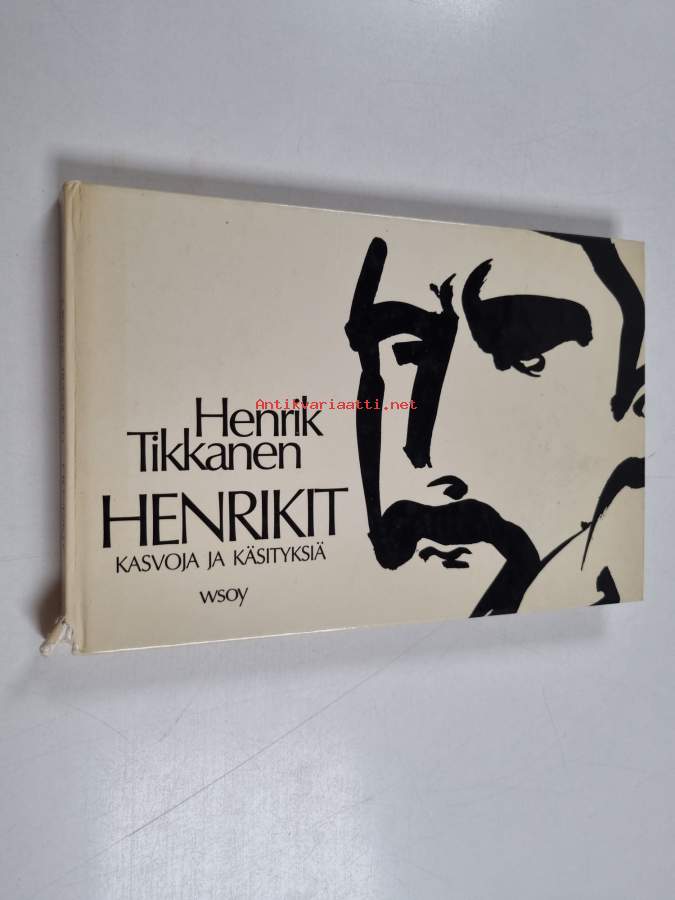 Antikvariaatti.net
Henrik
Tikkanen
HENRIKIT
KASVOJA JA KÄSITYKSIÄ
wsoy